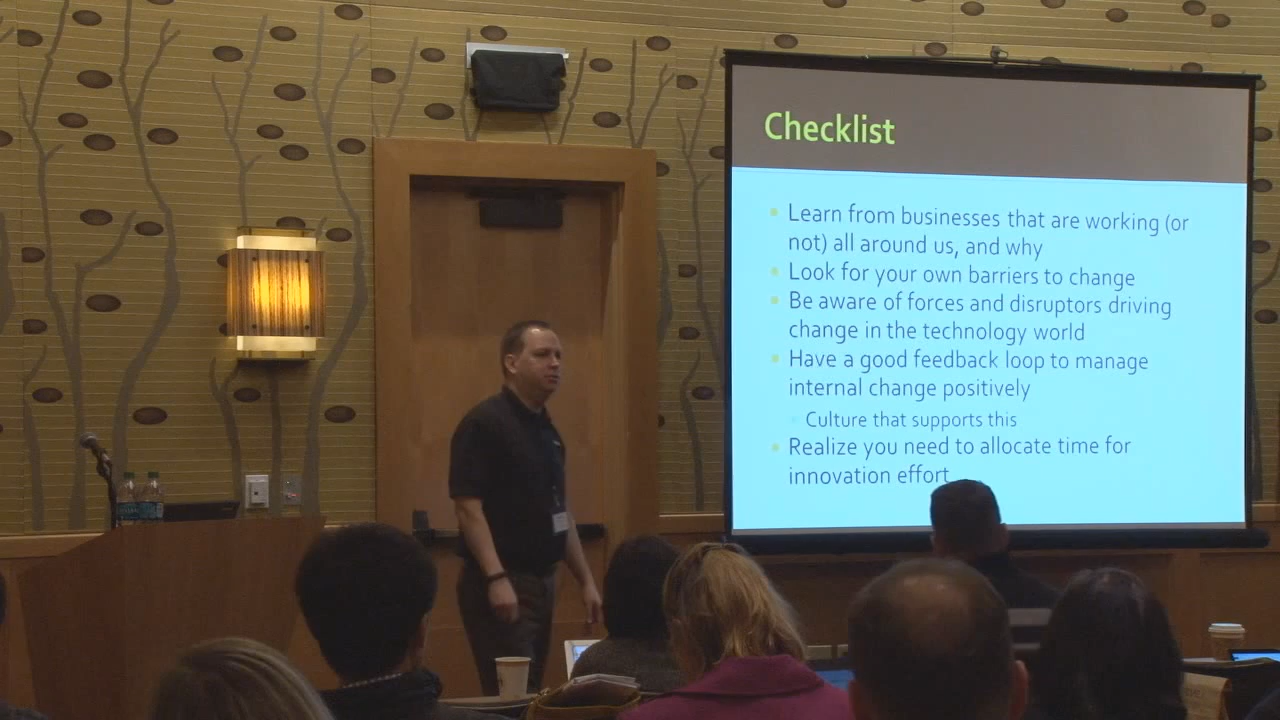 Checklist
Learn from businesses that are working (or
not) all around us, and why
Look for your own barriers to change
Be aware of forces and disruptors driving
change in the technology world
Have a good feedback loop to manage
internal change positively
Culture that supports this
Realize you need to allocate time for
innovation effort